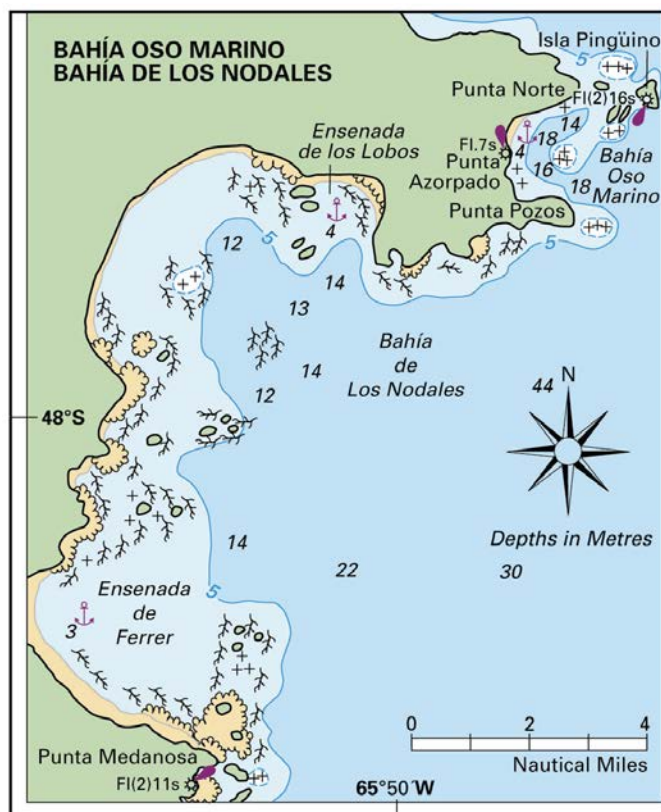 BAHÍA OSO MARINO
BAHÍA DE LOS NODALES
Isla Pingüino
5
Punta Norte
Fl(2)16s
14
Ensenada
de los Lobos
Fl.7s
18
4
Punta
Azorpado
16
Bahía
Oso
Marino
18
Punta Pozos
4
12
5
5
14
13
Bahía
de
Los Nodales
14
12
44
N
48°S
14
Depths in Metres
22
30
5
Ensenada
de
Ferrer
3
Punta Medanosa
Fl(2)11s
0
2
4
Nautical Miles
65°50´W